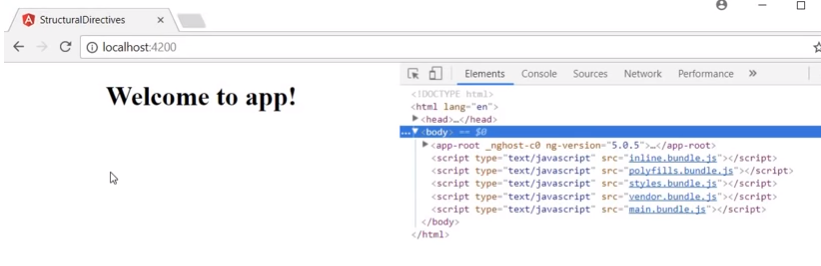 StructuralDirectives
localhost:4200
Welcome to app!
Elements Console Sources Network Performance »
<!DOCTYPE html>
<html lang="en">
<head>…</head>
...<body> == $0
<app-root _nghost-c0 ng-version="5.0.5">…</app-root>
<script type="text/javascript" src="inline.bundle.js"></script>
<script type="text/javascript" src="polyfills.bundle.js"></script>
<script type="text/javascript" src="styles.bundle.js"></script>
<script type="text/javascript" src="vendor.bundle.js"></script>
<script type="text/javascript" src="main.bundle.js"></script>
</body>
</html>